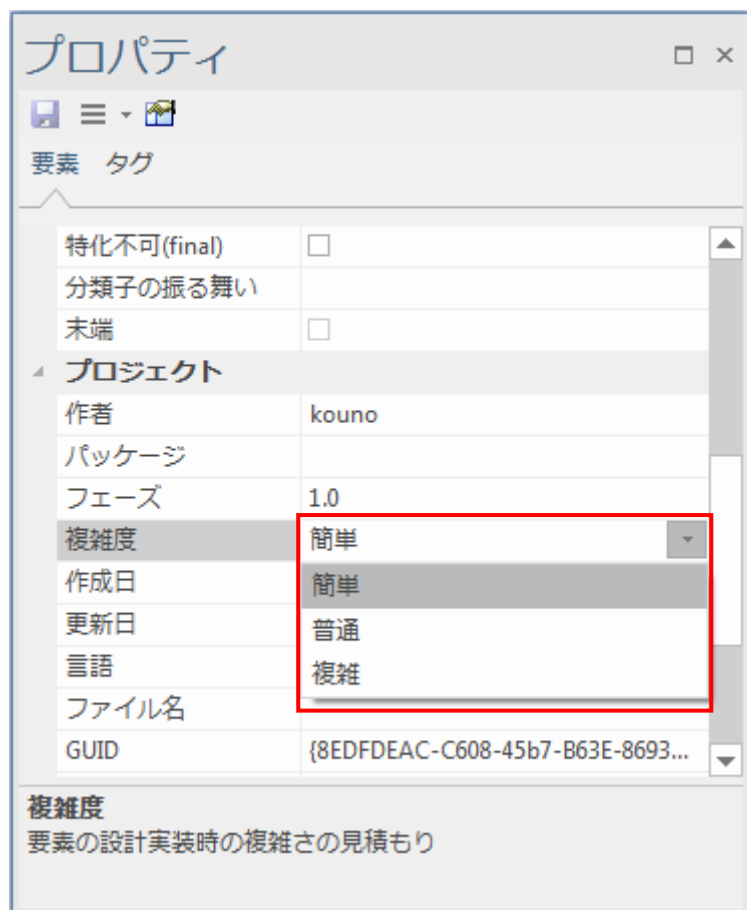 プロパティ
要素 タグ
特化不可(final)
分類子の振る舞い
末端
プロジェクト
作者 kouno
パッケージ
フェーズ 1.0
複雑度 簡単
作成日 簡単
更新日 普通
言語 複雑
ファイル名
GUID {8EDFDEAC-C608-45b7-B63E-8693...
複雑度
要素の設計実装時の複雑さの見積もり